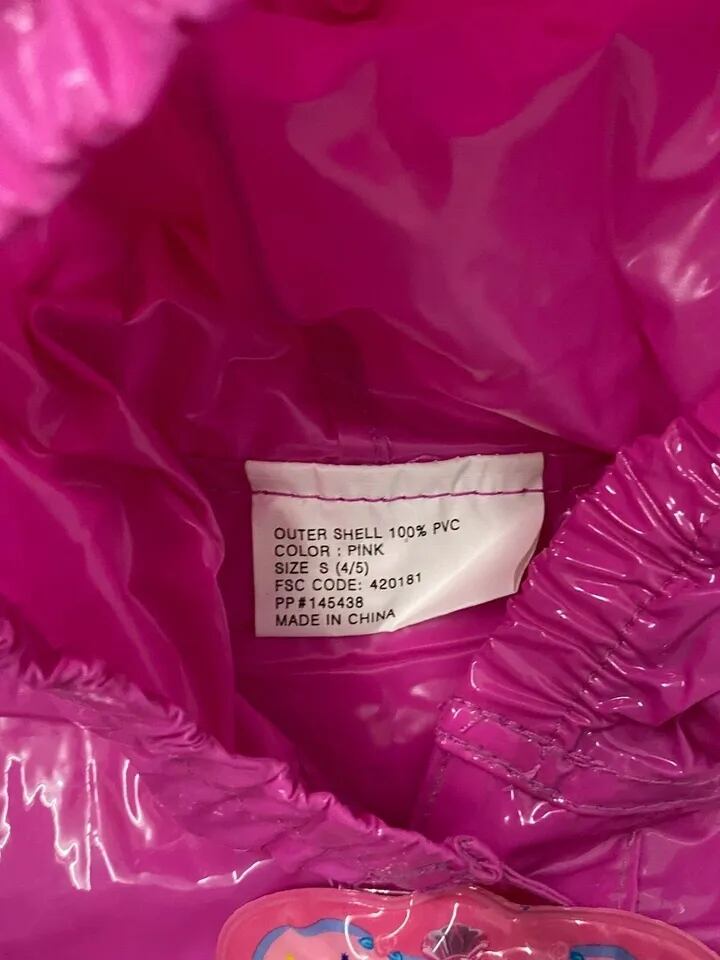 OUTER SHELL 100% PVC
COLOR : PINK
SIZE S (4/5)
FSC CODE: 420181
PP#145438
MADE IN CHINA